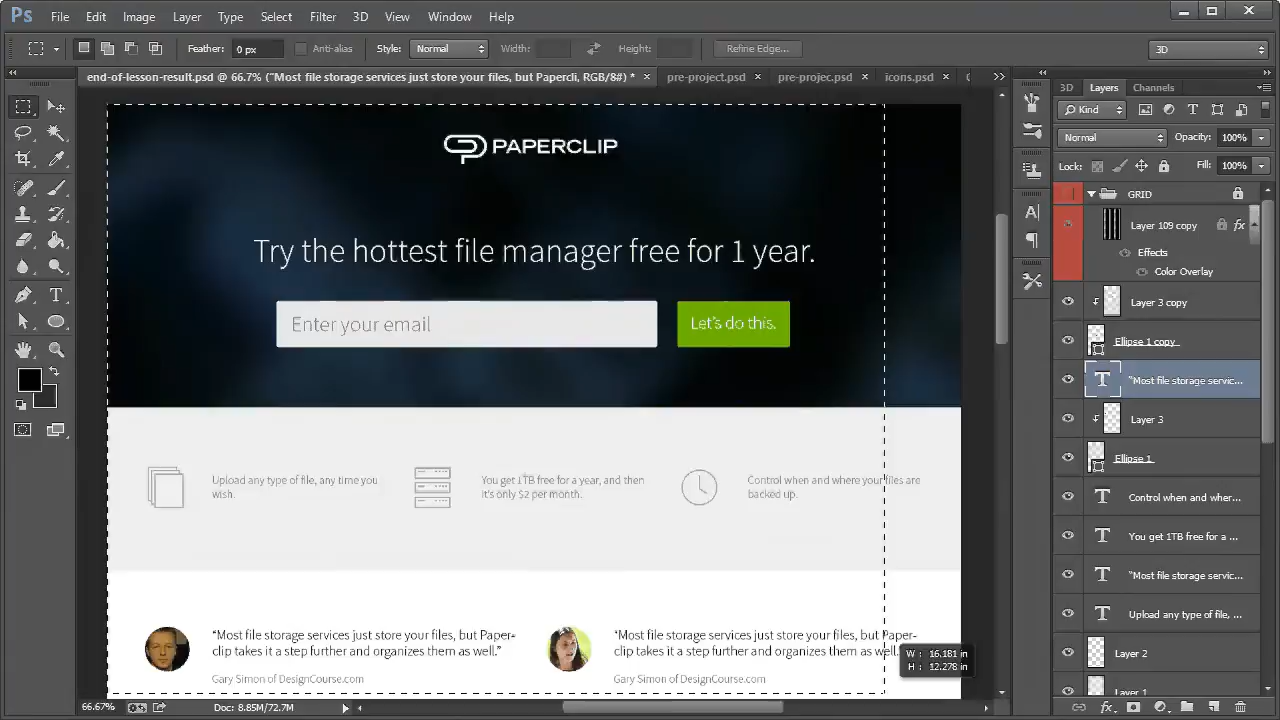 Ps File Edit Image Layer Type Select Filter 3D View Window Help
Feather: 0 px Anti-alias Style: Normal Width: Height: Refine Edge... 3D
end-of-lesson-result.psd @ 66.7% ("Most file storage services just store your files, but Papercli, RGB/8#) * × pre-project.psd × pre-projec.psd × icons.psd ×
3D Layers Channels
Kind
Normal Opacity: 100%
Lock: Fill: 100%
GRID
Layer 109 copy fx
Effects
Color Overlay
Layer 3 copy
Ellipse 1 copy
"Most file storage servic...
Layer 3
Ellipse 1
Control when and wher...
You get 1TB free for a ...
"Most file storage servic...
Upload any type of file, ...
Layer 2
Layer 1
PAPERCLIP
Try the hottest file manager free for 1 year.
Enter your email
Let's do this.
Upload any type of file, any time you
wish.
You get 1TB free for a year, and then
it's only $2 per month.
Control when and where your files are
backed up.
“Most file storage services just store your files, but Paper-
clip takes it a step further and organizes them as well.”
Gary Simon of DesignCourse.com
“Most file storage services just store your files, but Paper-
clip takes it a step further and organizes them as well.
Gary Simon of DesignCourse.com
W: 16.181 in
H: 12.278 in
66.67% Doc: 8.85M/72.7M